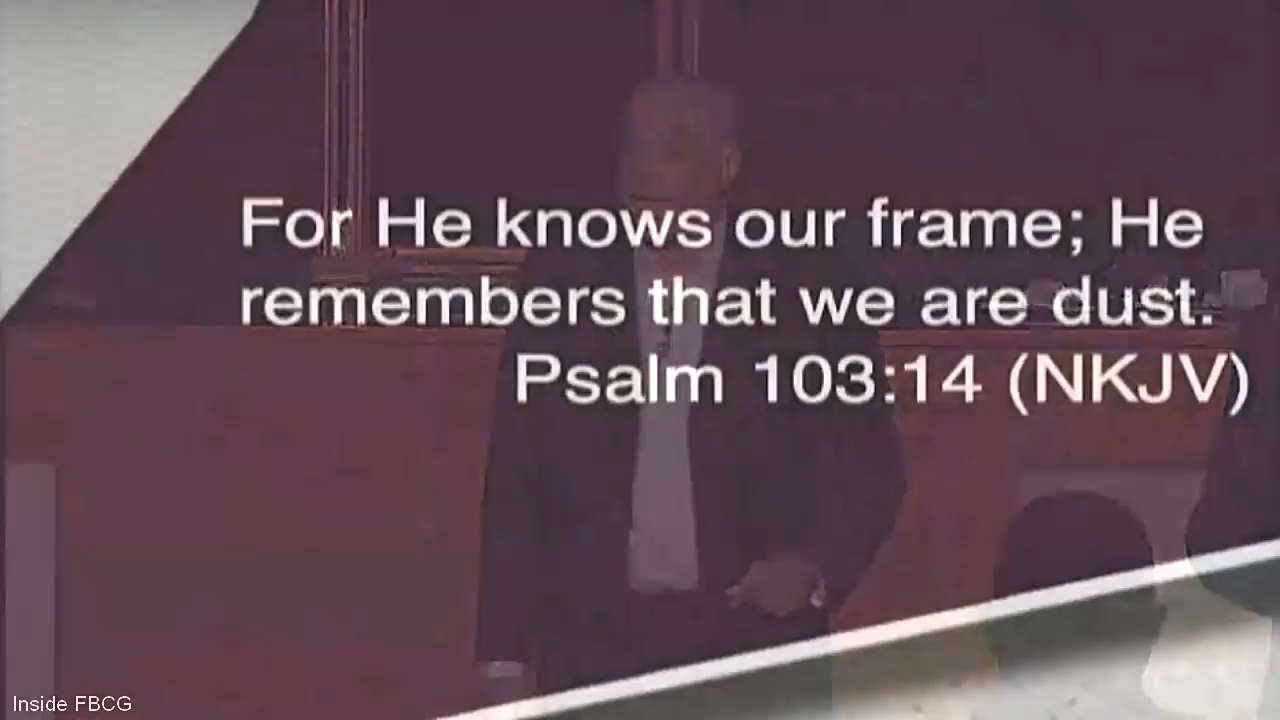 For He knows our frame; He
remembers that we are dust.
Psalm 103:14 (NKJV)
Inside FBCG